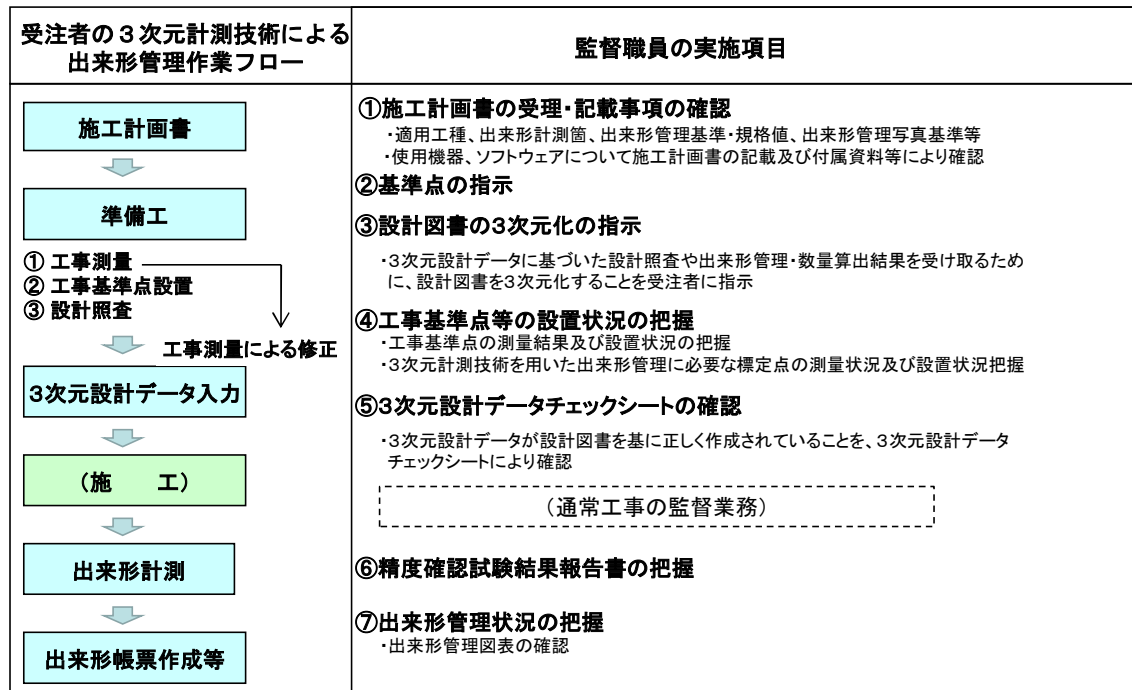 受注者の３次元計測技術による
出来形管理作業フロー
監督職員の実施項目
施工計画書
準備工
① 工事測量
② 工事基準点設置
③ 設計照査
工事測量による修正
３次元設計データ入力
（施　　工）
出来形計測
出来形帳票作成等
①施工計画書の受理・記載事項の確認
・適用工種、出来形計測箇、出来形管理基準・規格値、出来形管理写真基準等
・使用機器、ソフトウェアについて施工計画書の記載及び付属資料等により確認
②基準点の指示
③設計図書の３次元化の指示
・３次元設計データに基づいた設計照査や出来形管理・数量算出結果を受け取るため
に、設計図書を３次元化することを受注者に指示
④工事基準点等の設置状況の把握
・工事基準点の測量結果及び設置状況の把握
・３次元計測技術を用いた出来形管理に必要な標定点の測量状況及び設置状況把握
⑤３次元設計データチェックシートの確認
・３次元設計データが設計図書を基に正しく作成されていることを、３次元設計データ
チェックシートにより確認
（通常工事の監督業務）
⑥精度確認試験結果報告書の把握
⑦出来形管理状況の把握
・出来形管理図表の確認